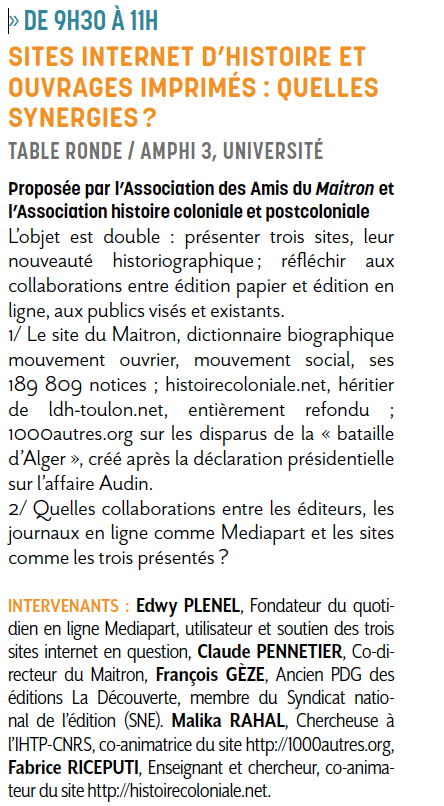 » DE 9H30 À 11H
SITES INTERNET D'HISTOIRE ET
OUVRAGES IMPRIMÉS : QUELLES
SYNERGIES ?
TABLE RONDE / AMPHI 3, UNIVERSITÉ
Proposée par l'Association des Amis du Maitron et
l'Association histoire coloniale et postcoloniale
L'objet est double : présenter trois sites, leur
nouveauté historiographique ; réfléchir aux
collaborations entre édition papier et édition en
ligne, aux publics visés et existants.
1/ Le site du Maitron, dictionnaire biographique
mouvement ouvrier, mouvement social, ses
189 809 notices ; histoirecoloniale.net, héritier
de ldh-toulon.net, entièrement refondu ;
1000autres.org sur les disparus de la « bataille
d'Alger », créé après la déclaration présidentielle
sur l'affaire Audin.
2/ Quelles collaborations entre les éditeurs, les
journaux en ligne comme Mediapart et les sites
comme les trois présentés ?
INTERVENANTS : Edwy PLENEL, Fondateur du quoti-
dien en ligne Mediapart, utilisateur et soutien des trois
sites internet en question, Claude PENNETIER, Co-di-
recteur du Maitron, François GÈZE, Ancien PDG des
éditions La Découverte, membre du Syndicat natio-
nal de l'édition (SNE). Malika RAHAL, Chercheuse à
l'IHTP-CNRS, co-animatrice du site http://1000autres.org,
Fabrice RICEPUTI, Enseignant et chercheur, co-anima-
teur du site http://histoirecoloniale.net.